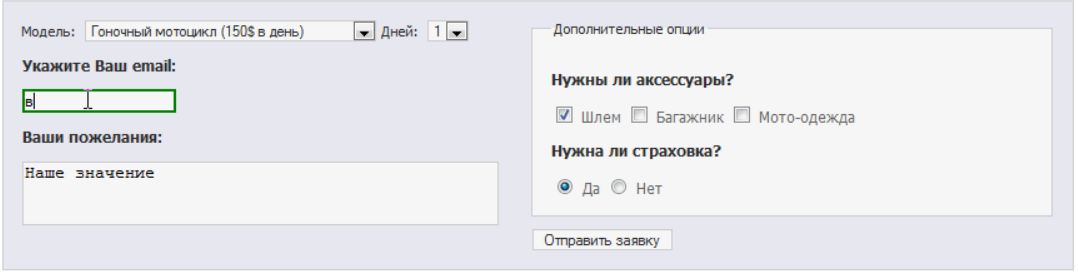 Модель: Гоночный мотоцикл (150$ в день) Дней: 1
Укажите Ваш email:
в
Ваши пожелания:
Наше значение
Дополнительные опции
Нужны ли аксессуары?
Шлем Багажник Мото-одежда
Нужна ли страховка?
Да Нет
Отправить заявку